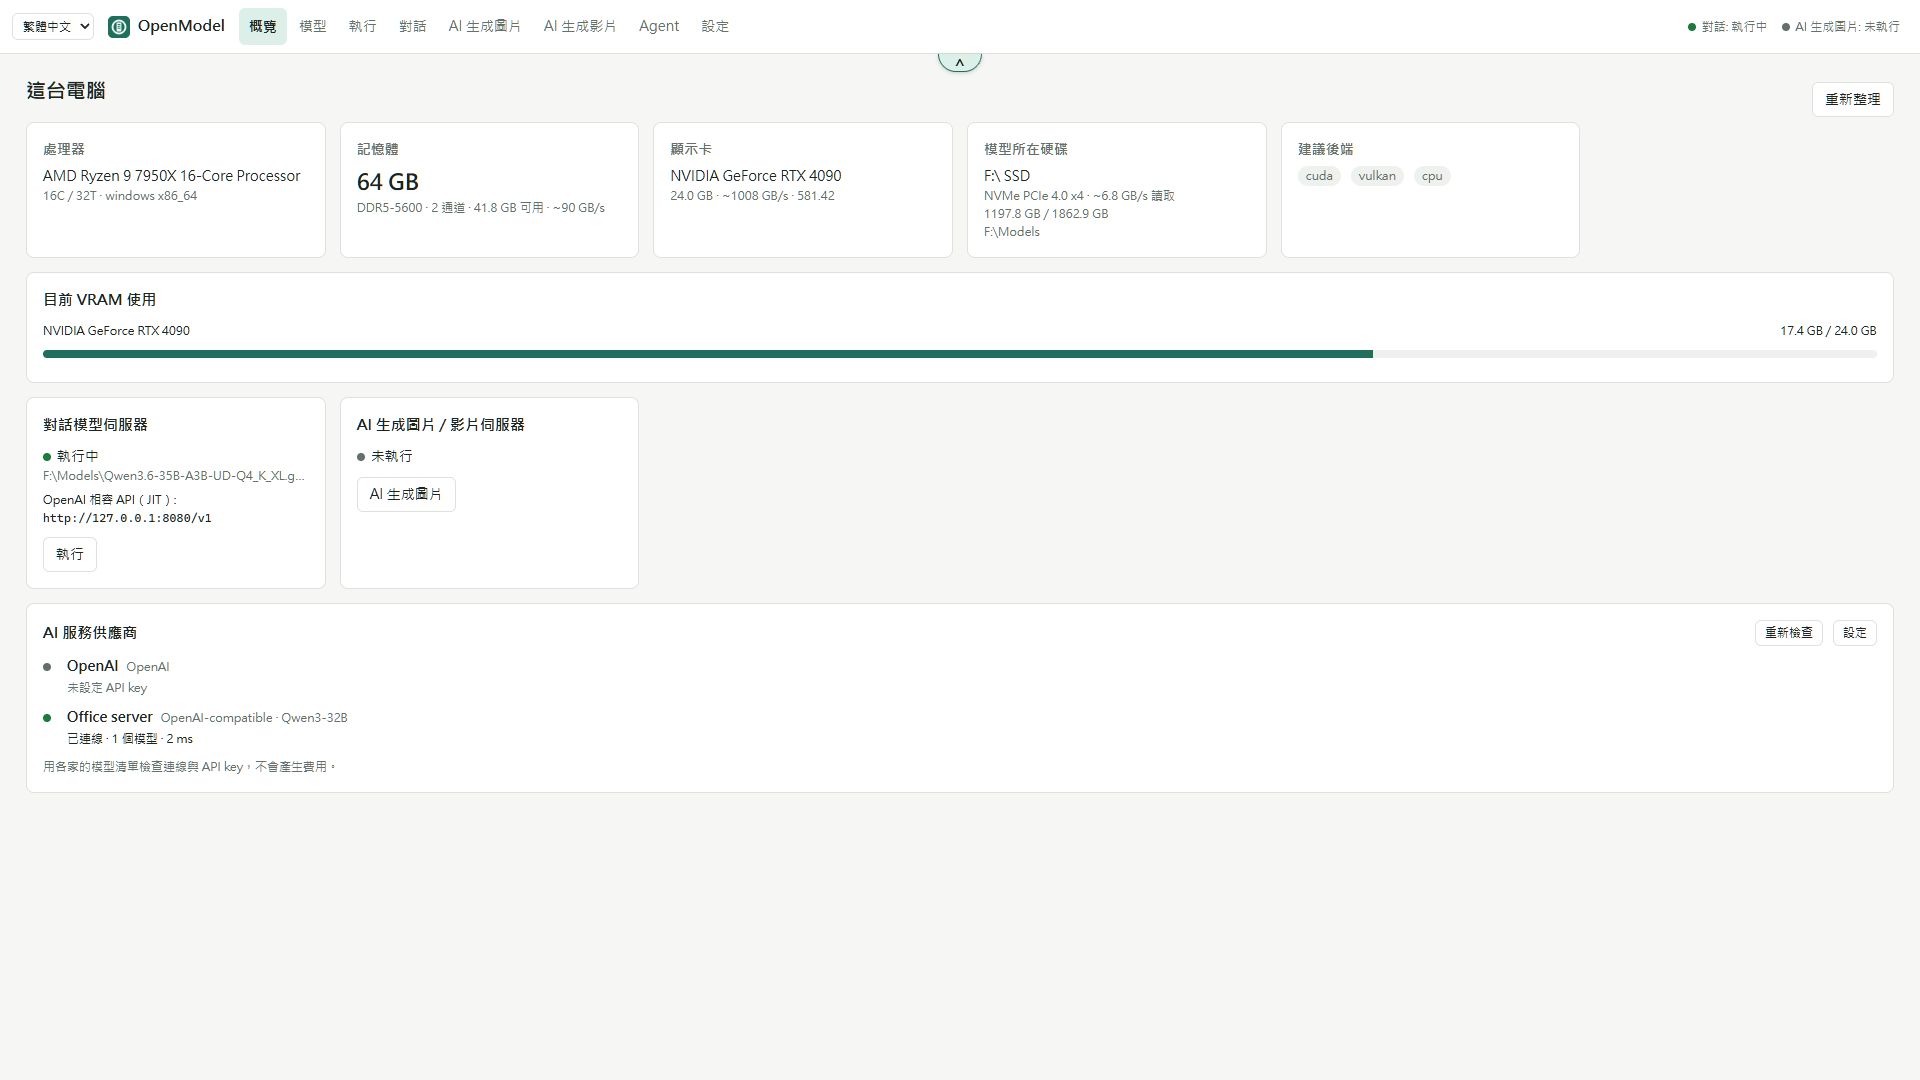 繁體中文
OpenModel
概覽
模型
執行
對話
AI 生成圖片
AI 生成影片
Agent
設定
對話: 執行中
AI 生成圖片: 未執行
這台電腦
重新整理
處理器
AMD Ryzen 9 7950X 16-Core Processor
16C / 32T · windows x86_64
記憶體
64 GB
DDR5-5600 · 2 通道 · 41.8 GB 可用 · ~90 GB/s
顯示卡
NVIDIA GeForce RTX 4090
24.0 GB · ~1008 GB/s · 581.42
模型所在硬碟
F:\ SSD
NVMe PCIe 4.0 x4 · ~6.8 GB/s 讀取
1197.8 GB / 1862.9 GB
F:\Models
建議後端
cuda
vulkan
cpu
目前 VRAM 使用
NVIDIA GeForce RTX 4090
17.4 GB / 24.0 GB
對話模型伺服器
執行中
F:\Models\Qwen3.6-35B-A3B-UD-Q4_K_XL.g...
OpenAI 相容 API（JIT）:
http://127.0.0.1:8080/v1
執行
AI 生成圖片 / 影片伺服器
未執行
AI 生成圖片
AI 服務供應商
重新檢查
設定
OpenAI OpenAI
未設定 API key
Office server OpenAI-compatible · Qwen3-32B
已連線 · 1 個模型 · 2 ms
用各家的模型清單檢查連線與 API key，不會產生費用。